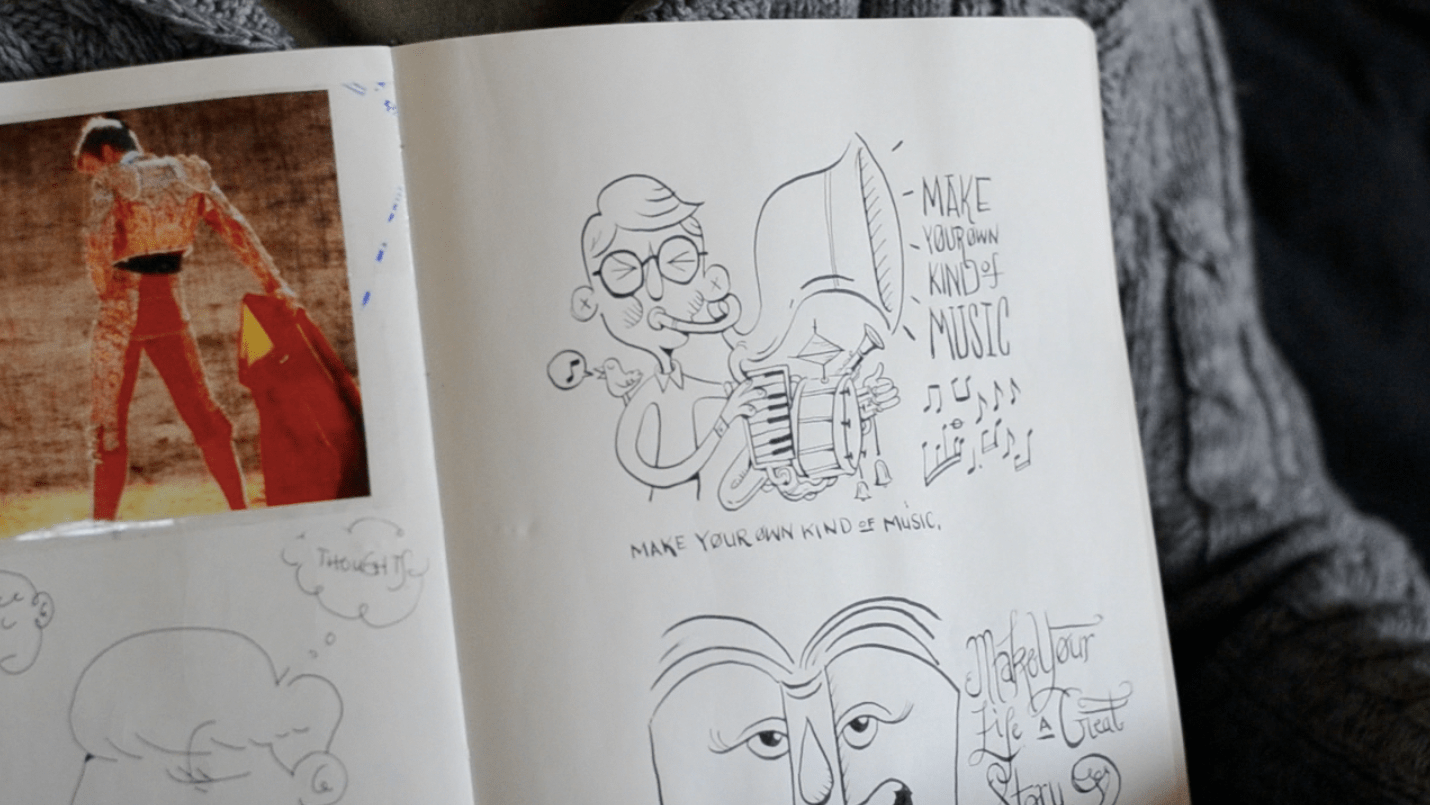 THOUGHTS
MAKE
YOUR OWN
KIND of
MUSIC
MAKE YOUR OWN KIND OF MUSIC.
Make Your
Life A Great
Story